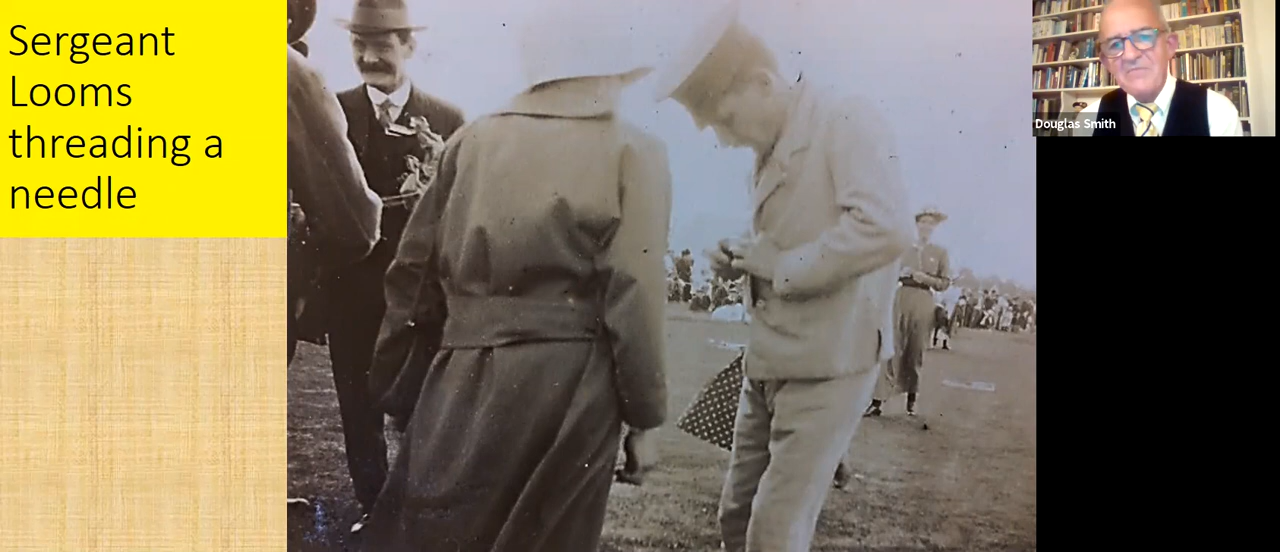 Sergeant
Looms
threading a
needle
Douglas Smith